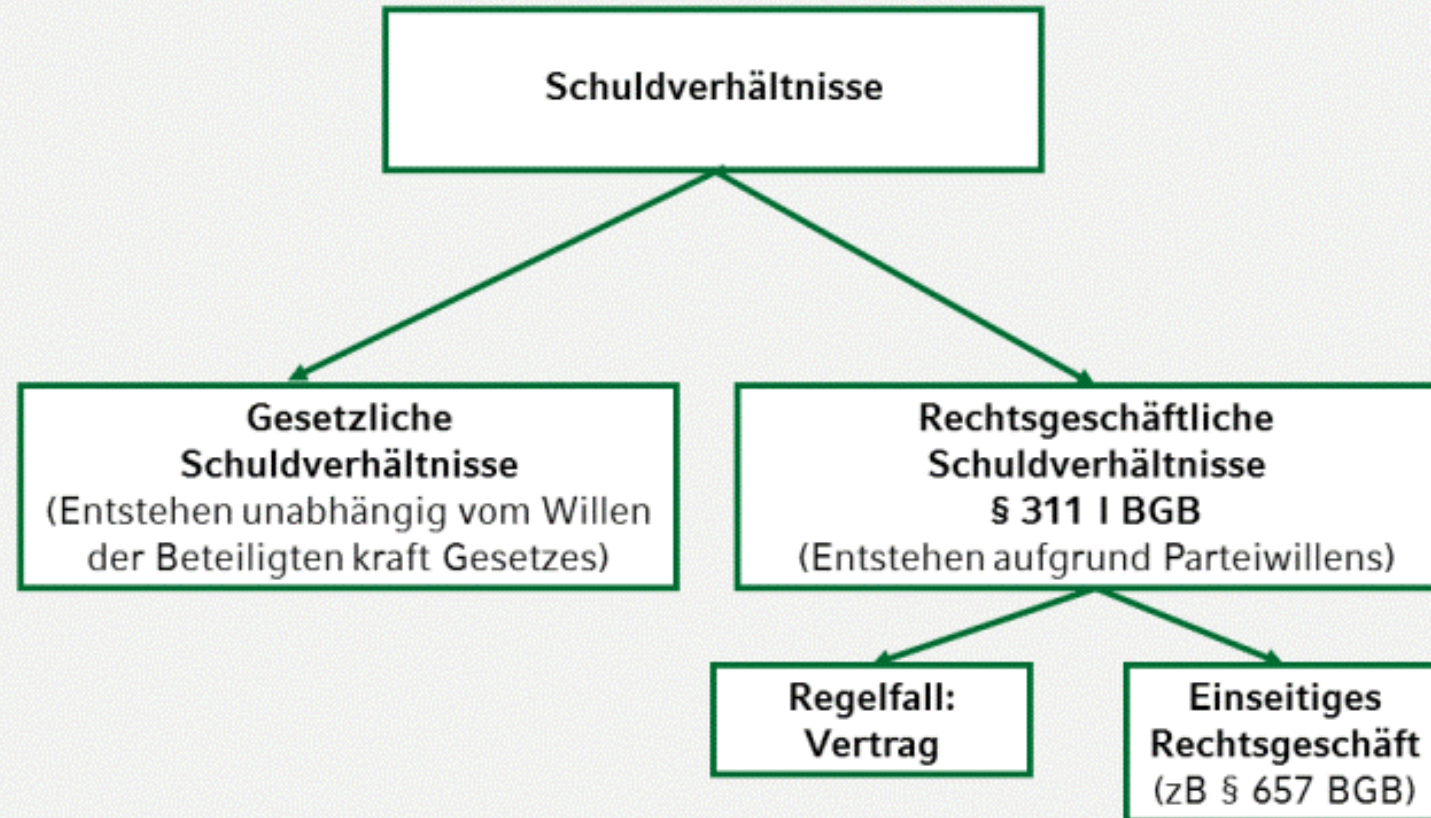 Schuldverhältnisse
Gesetzliche
Schuldverhältnisse
(Entstehen unabhängig vom Willen
der Beteiligten kraft Gesetzes)
Rechtsgeschäftliche
Schuldverhältnisse
§ 311 I BGB
(Entstehen aufgrund Parteiwillens)
Regelfall:
Vertrag
Einseitiges
Rechtsgeschäft
(zB § 657 BGB)